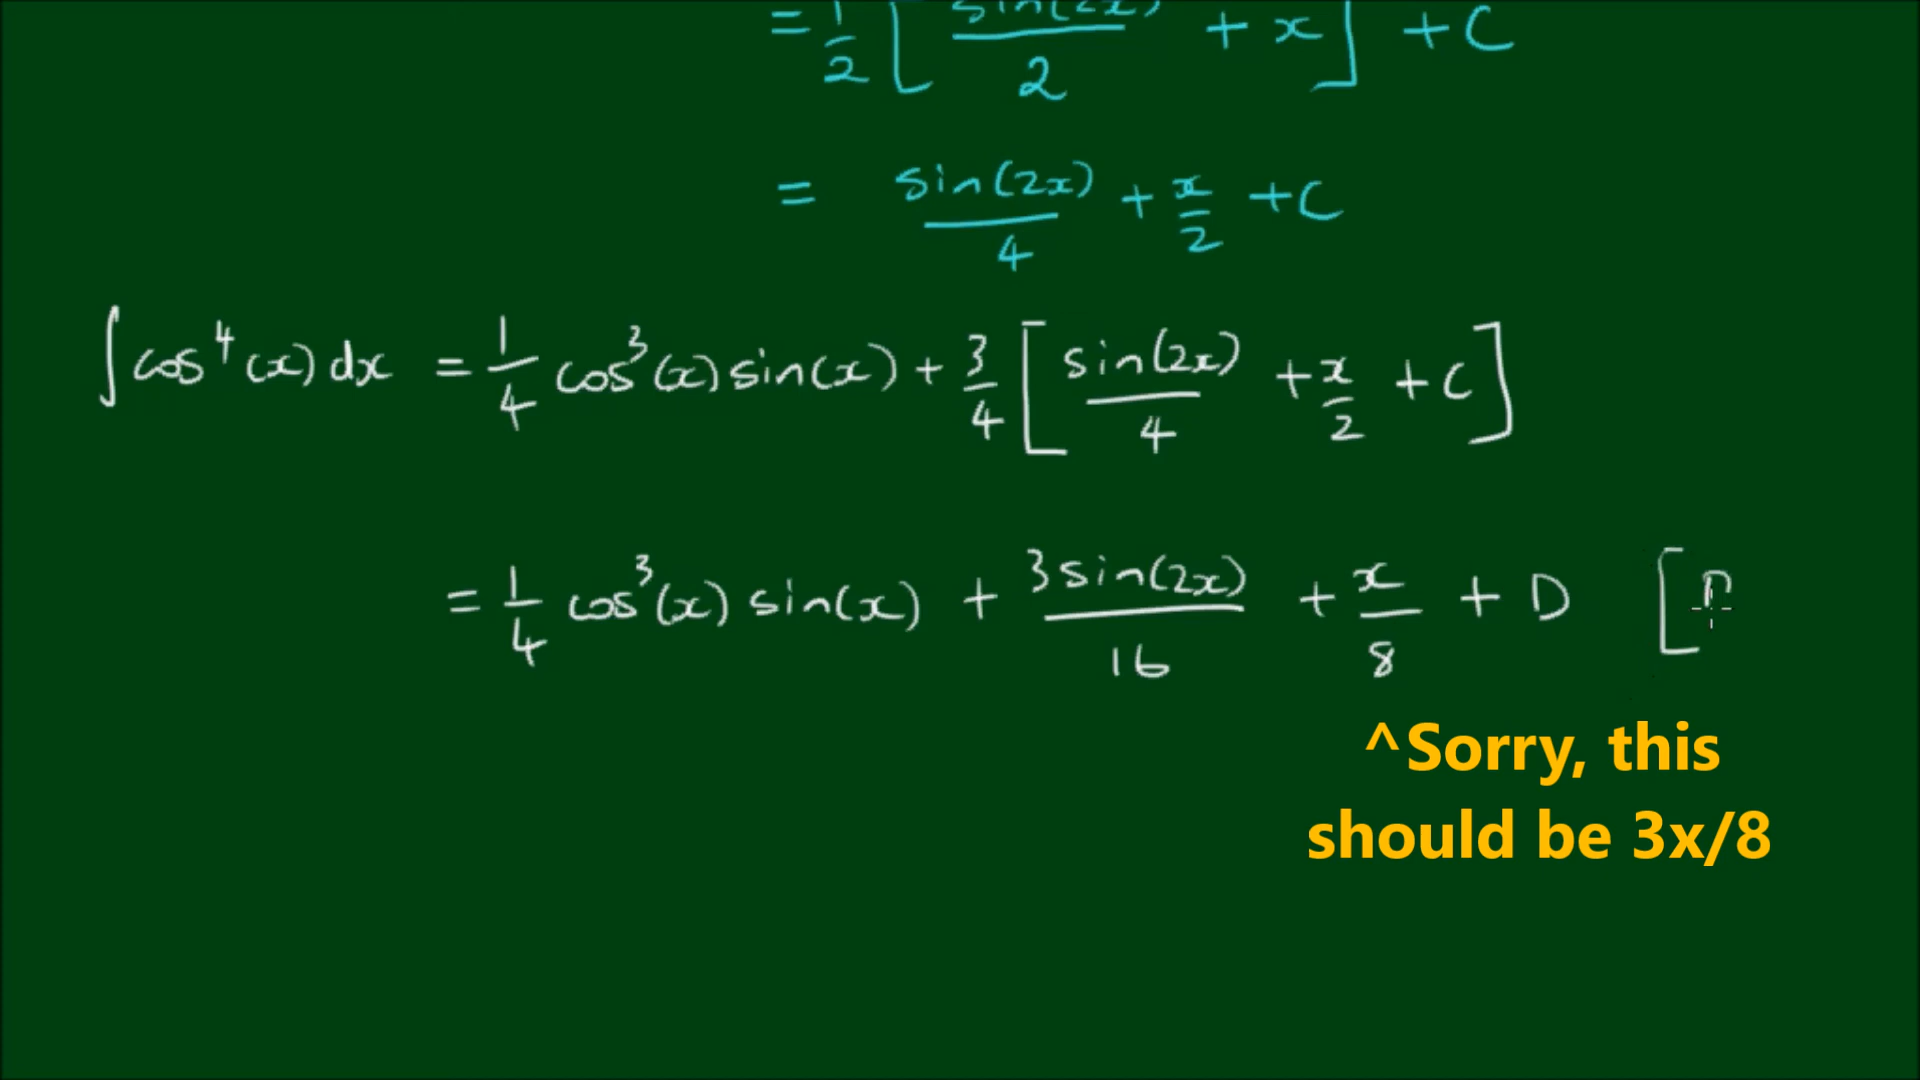 = 1/2 [ sin(2x)/2 + x ] + C
= sin(2x)/4 + x/2 + C
∫cos⁴(x)dx = 1/4 cos³(x)sin(x) + 3/4 [ sin(2x)/4 + x/2 + C ]
= 1/4 cos³(x) sin(x) + 3sin(2x)/16 + x/8 + D [
^Sorry, this
should be 3x/8